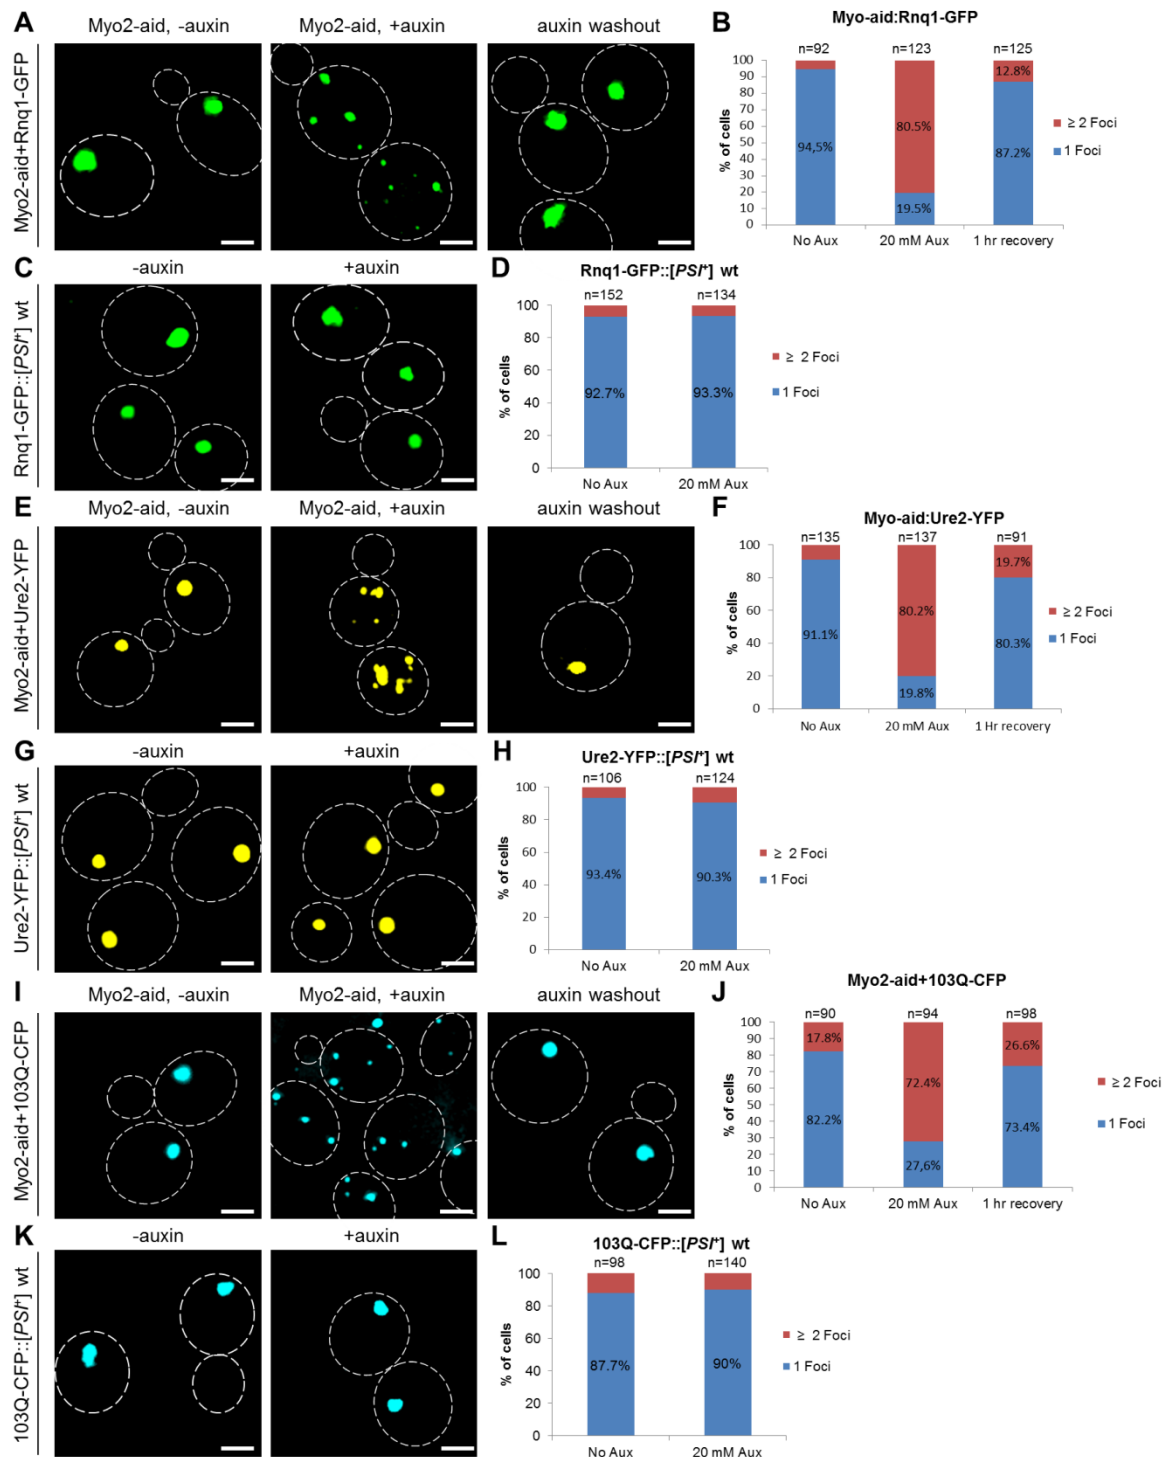 A
Myo2-aid, -auxin
Myo2-aid, +auxin
auxin washout
Myo2-aid+Rnq1-GFP
B
Myo-aid:Rnq1-GFP
n=92
n=123
n=125
% of cells
100
90
80
70
60
50
40
30
20
10
0
94,5%
80.5%
19.5%
12.8%
87.2%
≥ 2 Foci
1 Foci
No Aux
20 mM Aux
1 hr recovery
C
-auxin
+auxin
Rnq1-GFP::[PSI+] wt
D
Rnq1-GFP::[PSI+] wt
n=152
n=134
% of cells
100
80
60
40
20
0
92.7%
93.3%
≥ 2 Foci
1 Foci
No Aux
20 mM Aux
E
Myo2-aid, -auxin
Myo2-aid, +auxin
auxin washout
Myo2-aid+Ure2-YFP
F
Myo-aid:Ure2-YFP
n=135
n=137
n=91
% of cells
100
80
60
40
20
0
91.1%
80.2%
19.8%
19.7%
80.3%
≥ 2 Foci
1 Foci
No Aux
20 mM Aux
1 Hr recovery
G
-auxin
+auxin
Ure2-YFP::[PSI+] wt
H
Ure2-YFP::[PSI+] wt
n=106
n=124
% of cells
100
80
60
40
20
0
93.4%
90.3%
≥ 2 Foci
1 Foci
No Aux
20 mM Aux
I
Myo2-aid, -auxin
Myo2-aid, +auxin
auxin washout
Myo2-aid+103Q-CFP
J
Myo2-aid+103Q-CFP
n=90
n=94
n=98
% of cells
100
90
80
70
60
50
40
30
20
10
0
17.8%
82.2%
72.4%
27,6%
26.6%
73.4%
≥ 2 Foci
1 Foci
No Aux
20 mM Aux
1 hr recovery
K
-auxin
+auxin
103Q-CFP::[PSI+] wt
L
103Q-CFP::[PSI+] wt
n=98
n=140
% of cells
100
80
60
40
20
0
87.7%
90%
≥ 2 Foci
1 Foci
No Aux
20 mM Aux